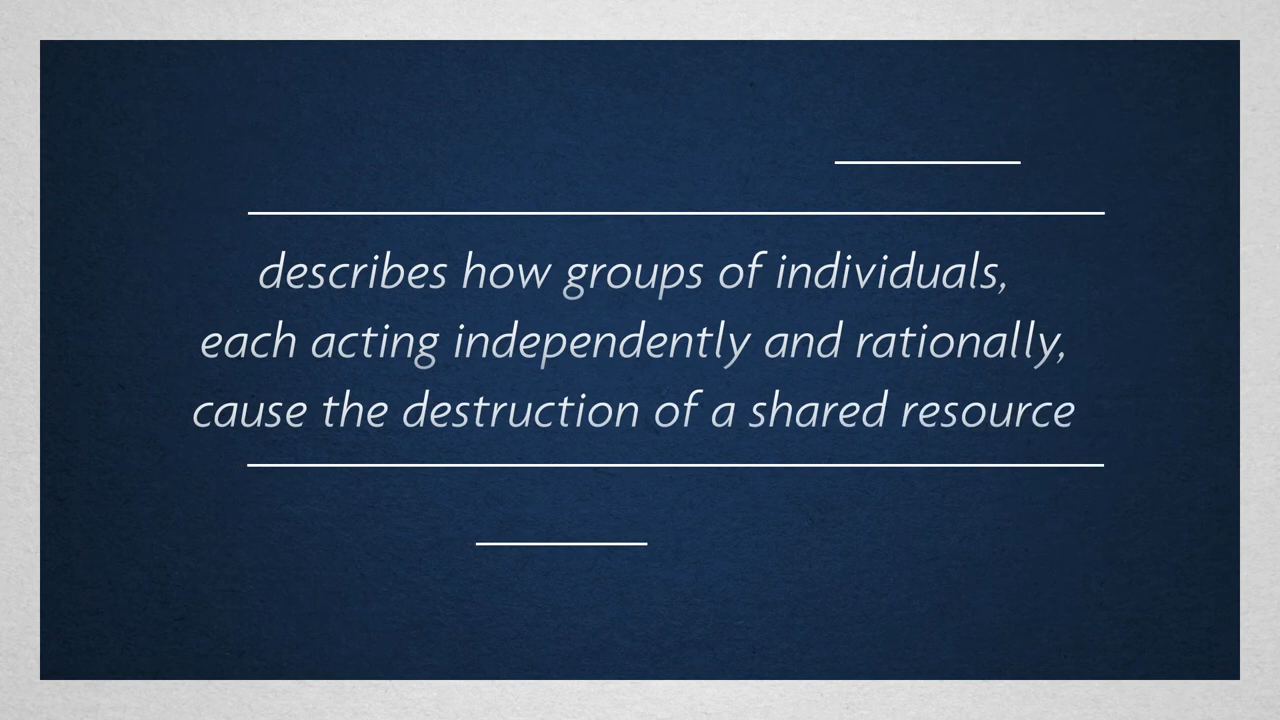 describes how groups of individuals,
each acting independently and rationally,
cause the destruction of a shared resource